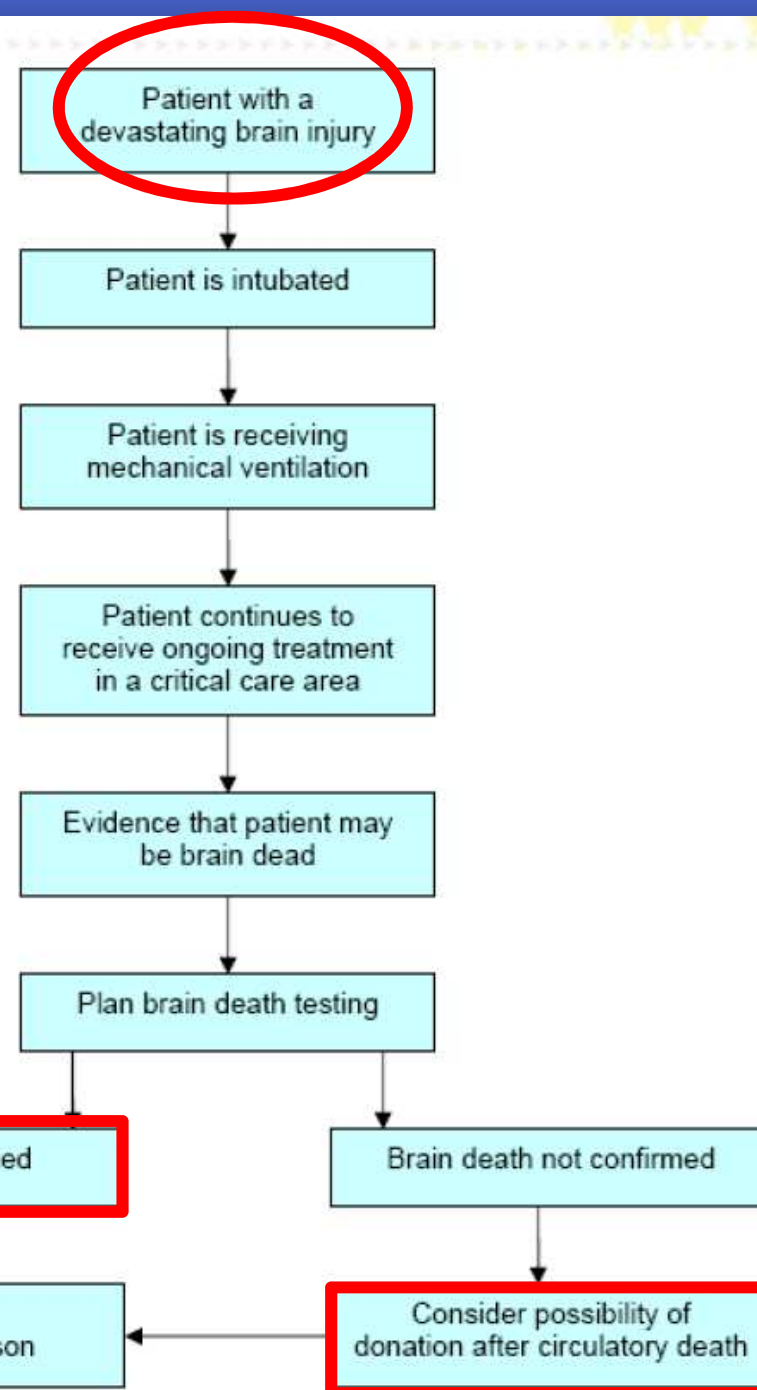 Patient with a
devastating brain injury
Patient is intubated
Patient is receiving
mechanical ventilation
Patient continues to
receive ongoing treatment
in a critical care area
Evidence that patient may
be brain dead
Plan brain death testing
Brain death not confirmed
Consider possibility of
donation after circulatory death